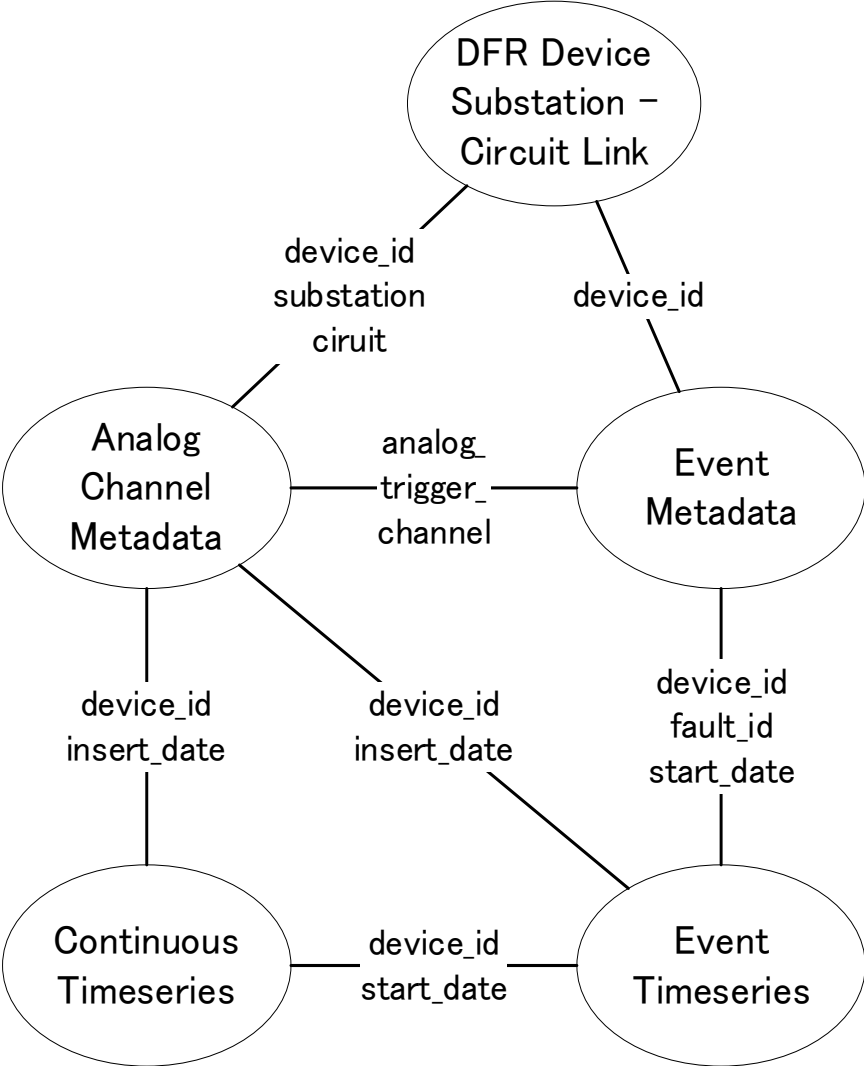 DFR Device
Substation –
Circuit Link
device_id
substation
ciruit
device_id
Analog
Channel
Metadata
analog_
trigger_
channel
Event
Metadata
device_id
insert_date
device_id
insert_date
device_id
fault_id
start_date
Continuous
Timeseries
device_id
start_date
Event
Timeseries